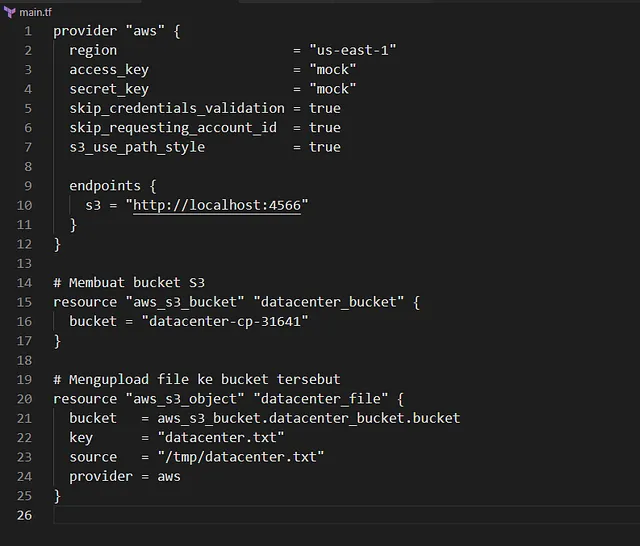 main.tf
1 provider "aws" {
2 region = "us-east-1"
3 access_key = "mock"
4 secret_key = "mock"
5 skip_credentials_validation = true
6 skip_requesting_account_id = true
7 s3_use_path_style = true
8
9 endpoints {
10 s3 = "http://localhost:4566"
11 }
12 }
13
14 # Membuat bucket S3
15 resource "aws_s3_bucket" "datacenter_bucket" {
16 bucket = "datacenter-cp-31641"
17 }
18
19 # Mengupload file ke bucket tersebut
20 resource "aws_s3_object" "datacenter_file" {
21 bucket = aws_s3_bucket.datacenter_bucket.bucket
22 key = "datacenter.txt"
23 source = "/tmp/datacenter.txt"
24 provider = aws
25 }
26